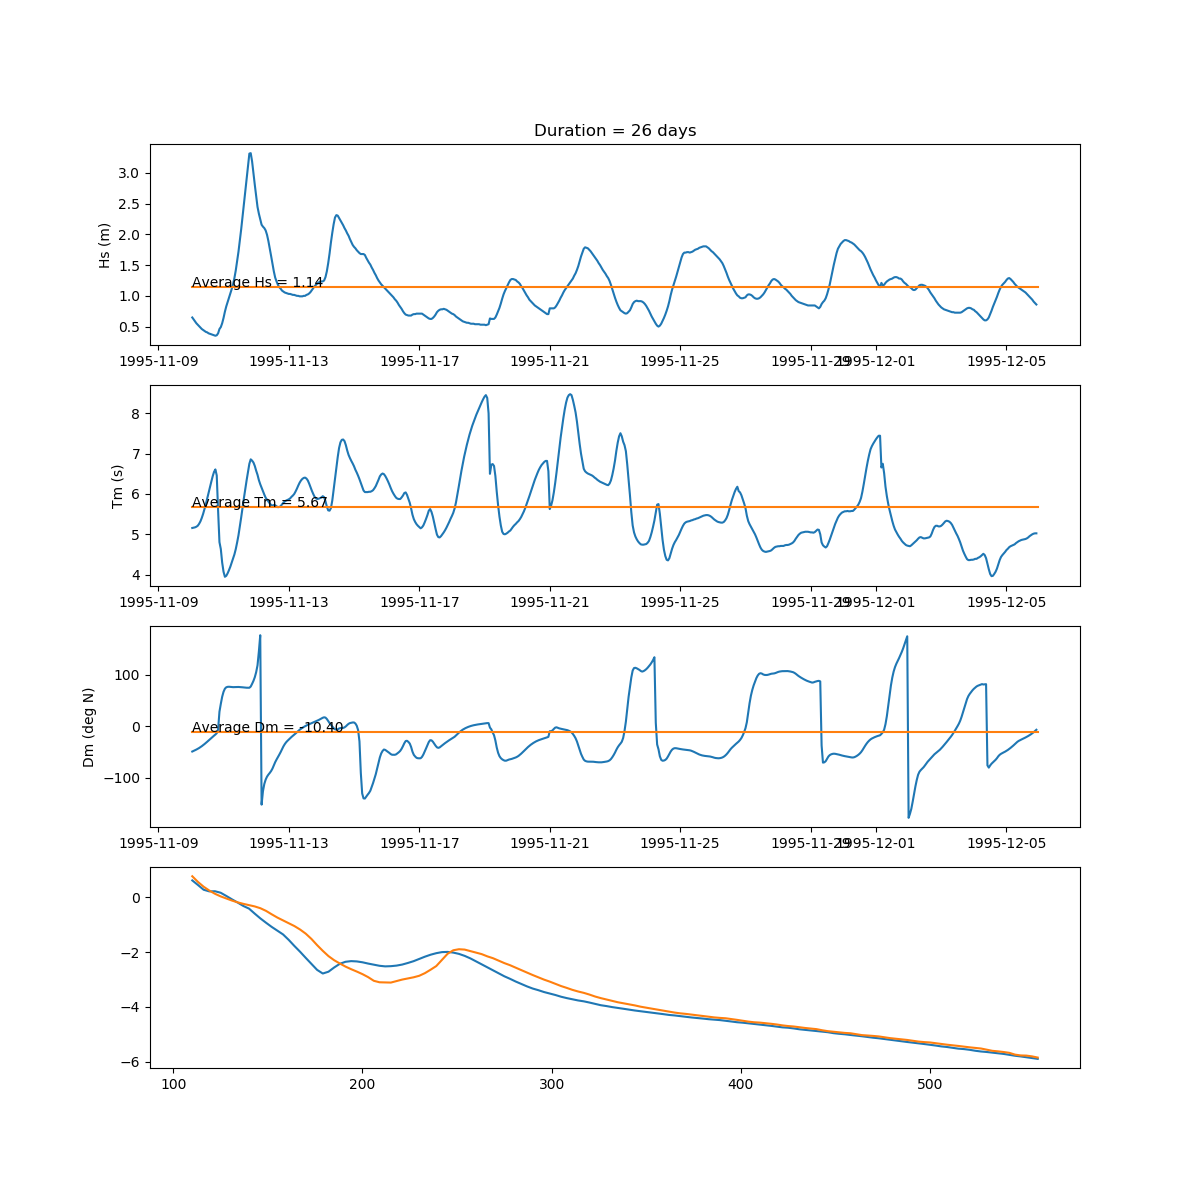 Duration = 26 days
Hs (m)
3.0
2.5
2.0
1.5
1.0
0.5
Average Hs = 1.14
1995-11-09 1995-11-13 1995-11-17 1995-11-21 1995-11-25 1995-11-29 1995-12-01 1995-12-05
Tm (s)
8
7
6
5
4
Average Tm = 5.67
1995-11-09 1995-11-13 1995-11-17 1995-11-21 1995-11-25 1995-11-29 1995-12-01 1995-12-05
Dm (deg N)
100
0
−100
Average Dm = -10.40
1995-11-09 1995-11-13 1995-11-17 1995-11-21 1995-11-25 1995-11-29 1995-12-01 1995-12-05
0
−2
−4
−6
100 200 300 400 500